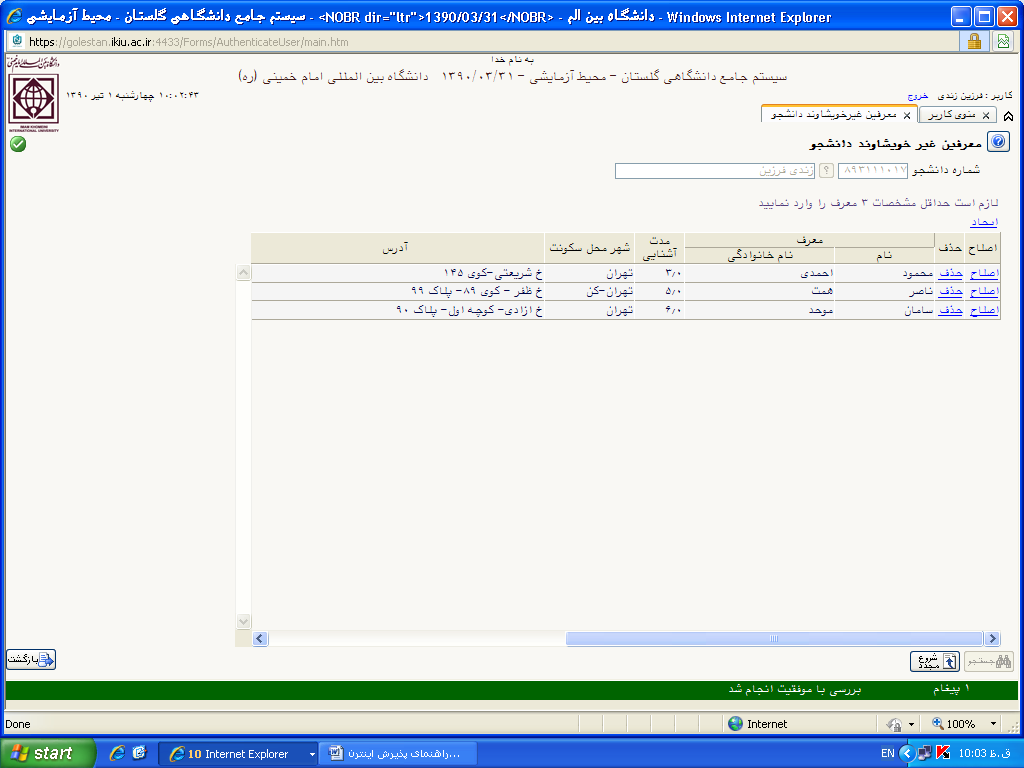 سیستم جامع دانشگاهی گلستان - محیط آزمایشی - <NOBR dir="ltr">1390/03/31</NOBR> - دانشگاه بین الم - Windows Internet Explorer
https://golestan.ikiu.ac.ir:4433/Forms/AuthenticateUser/main.htm
به نام خدا
سیستم جامع دانشگاهی گلستان - محیط آزمایشی - ۱۳۹۰/۰۳/۳۱ دانشگاه بین المللی امام خمینی (ره)
کاربر : فرزین زندی خروج
۱۰:۰۲:۴۳ چهارشنبه ۱ تیر ۱۳۹۰
IMAM KHOMEINI
INTERNATIONAL UNIVERSITY
منوی کاربر X معرفین غیرخویشاوند دانشجو X
معرفین غیر خویشاوند دانشجو
شماره دانشجو ۸۹۳۱۱۱۰۱۷ ? زندی فرزین
لازم است حداقل مشخصات ۳ معرف را وارد نمایید
ایجاد
اصلاح حذف معرف مدت آشنایی شهر محل سکونت آدرس
نام نام خانوادگی
اصلاح حذف محمود احمدی ۳٫۰ تهران خ شریعتی-کوی ۱۴۵
اصلاح حذف ناصر همت ۵٫۰ تهران-کن خ ظفر - کوی ۸۹- پلاک ۹۹
اصلاح حذف سامان موحد ۶٫۰ تهران خ ازادی- کوچه اول- پلاک ۹۰
جستجو شروع مجدد بازگشت
۱ پیغام بررسی با موفقیت انجام شد
Done Internet 100%
start 10 Internet Explorer راهنمای پذیرش اینترن... EN 10:03 ق.ظ